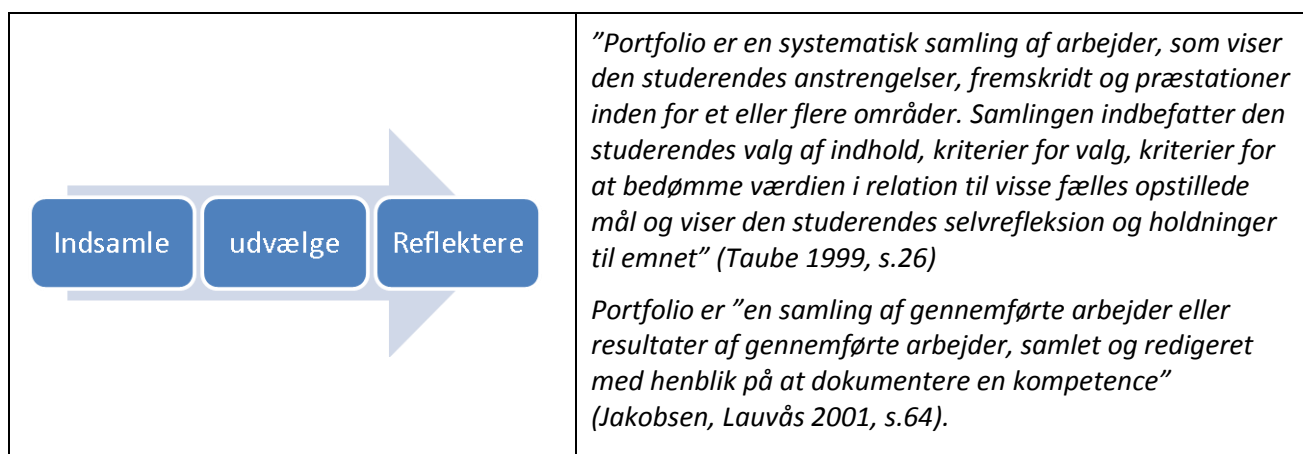 Indsamle
udvælge
Reflektere
”Portfolio er en systematisk samling af arbejder, som viser
den studerendes anstrengelser, fremskridt og præstationer
inden for et eller flere områder. Samlingen indbefatter den
studerendes valg af indhold, kriterier for valg, kriterier for
at bedømme værdien i relation til visse fælles opstillede
mål og viser den studerendes selvrefleksion og holdninger
til emnet” (Taube 1999, s.26)
Portfolio er ”en samling af gennemførte arbejder eller
resultater af gennemførte arbejder, samlet og redigeret
med henblik på at dokumentere en kompetence”
(Jakobsen, Lauvås 2001, s.64).